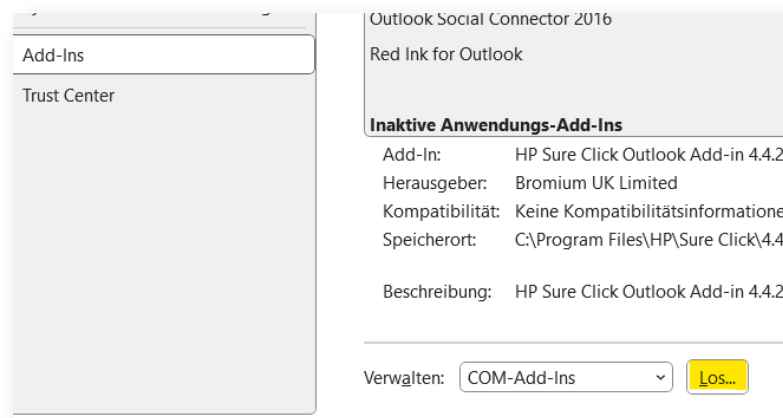 Add-Ins
Trust Center
Outlook Social Connector 2016
Red Ink for Outlook
Inaktive Anwendungs-Add-Ins
Add-In: HP Sure Click Outlook Add-in 4.4.2
Herausgeber: Bromium UK Limited
Kompatibilität: Keine Kompatibilitätsinformatione
Speicherort: C:\Program Files\HP\Sure Click\4.4
Beschreibung: HP Sure Click Outlook Add-in 4.4.2
Verwalten: COM-Add-Ins Los...